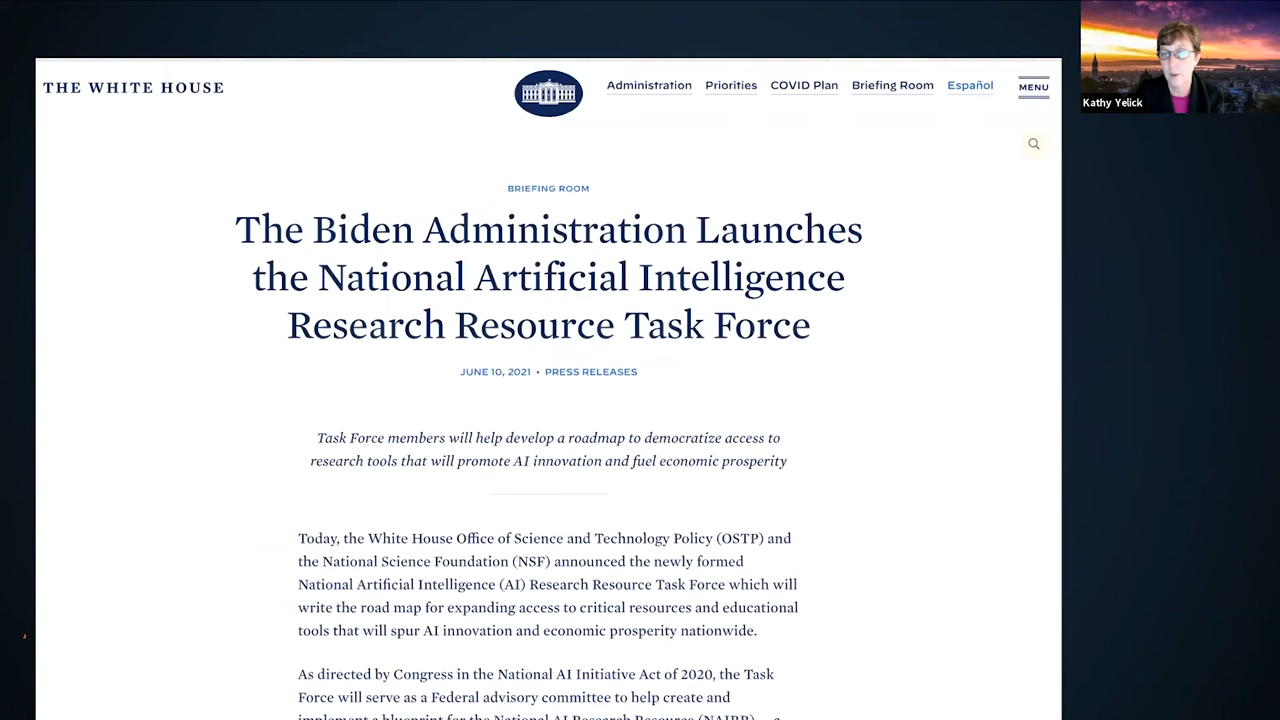 THE WHITE HOUSE
Administration Priorities COVID Plan Briefing Room Español MENU
Kathy Yelick
BRIEFING ROOM
The Biden Administration Launches
the National Artificial Intelligence
Research Resource Task Force
JUNE 10, 2021 • PRESS RELEASES
Task Force members will help develop a roadmap to democratize access to
research tools that will promote AI innovation and fuel economic prosperity
Today, the White House Office of Science and Technology Policy (OSTP) and
the National Science Foundation (NSF) announced the newly formed
National Artificial Intelligence (AI) Research Resource Task Force which will
write the road map for expanding access to critical resources and educational
tools that will spur AI innovation and economic prosperity nationwide.
As directed by Congress in the National AI Initiative Act of 2020, the Task
Force will serve as a Federal advisory committee to help create and
implement a blueprint for the National AI Research Resource (NAIRR) — a